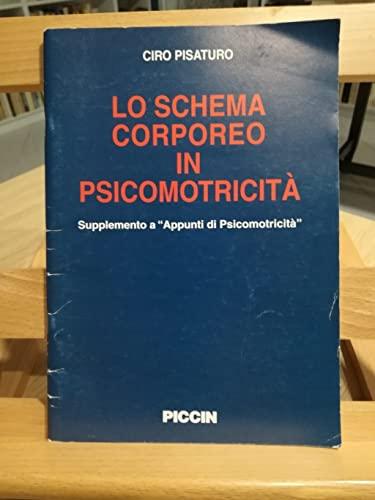 CIRO PISATURO
LO SCHEMA
CORPOREO
IN
PSICOMOTRICITÀ
Supplemento a “Appunti di Psicomotricità”
PICCIN